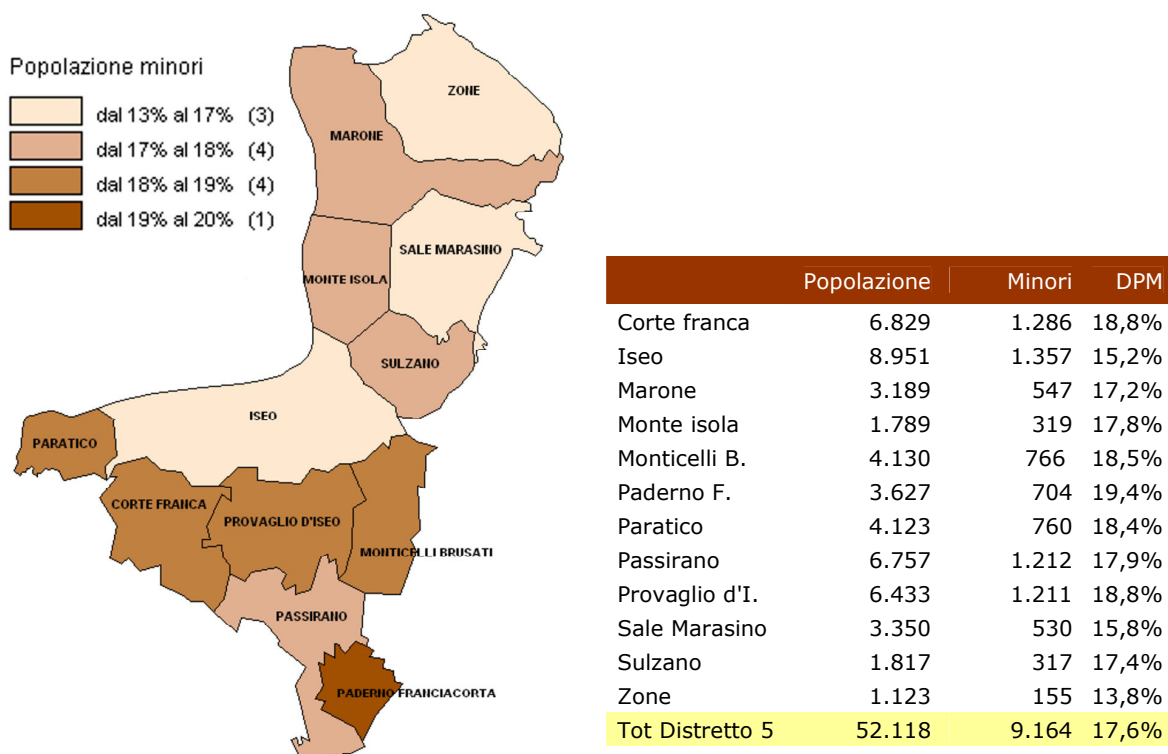 Popolazione minori
dal 13% al 17% (3)
dal 17% al 18% (4)
dal 18% al 19% (4)
dal 19% al 20% (1)
ZONE
MARONE
SALE MARASINO
MONTE ISOLA
SULZANO
ISEO
PARATICO
CORTE FRANCA
PROVAGLIO D'ISEO
MONTICELLI BRUSATI
PASSIRANO
PADERNO FRANCIACORTA
Popolazione Minori DPM
Corte franca 6.829 1.286 18,8%
Iseo 8.951 1.357 15,2%
Marone 3.189 547 17,2%
Monte isola 1.789 319 17,8%
Monticelli B. 4.130 766 18,5%
Paderno F. 3.627 704 19,4%
Paratico 4.123 760 18,4%
Passirano 6.757 1.212 17,9%
Provaglio d'I. 6.433 1.211 18,8%
Sale Marasino 3.350 530 15,8%
Sulzano 1.817 317 17,4%
Zone 1.123 155 13,8%
Tot Distretto 5 52.118 9.164 17,6%